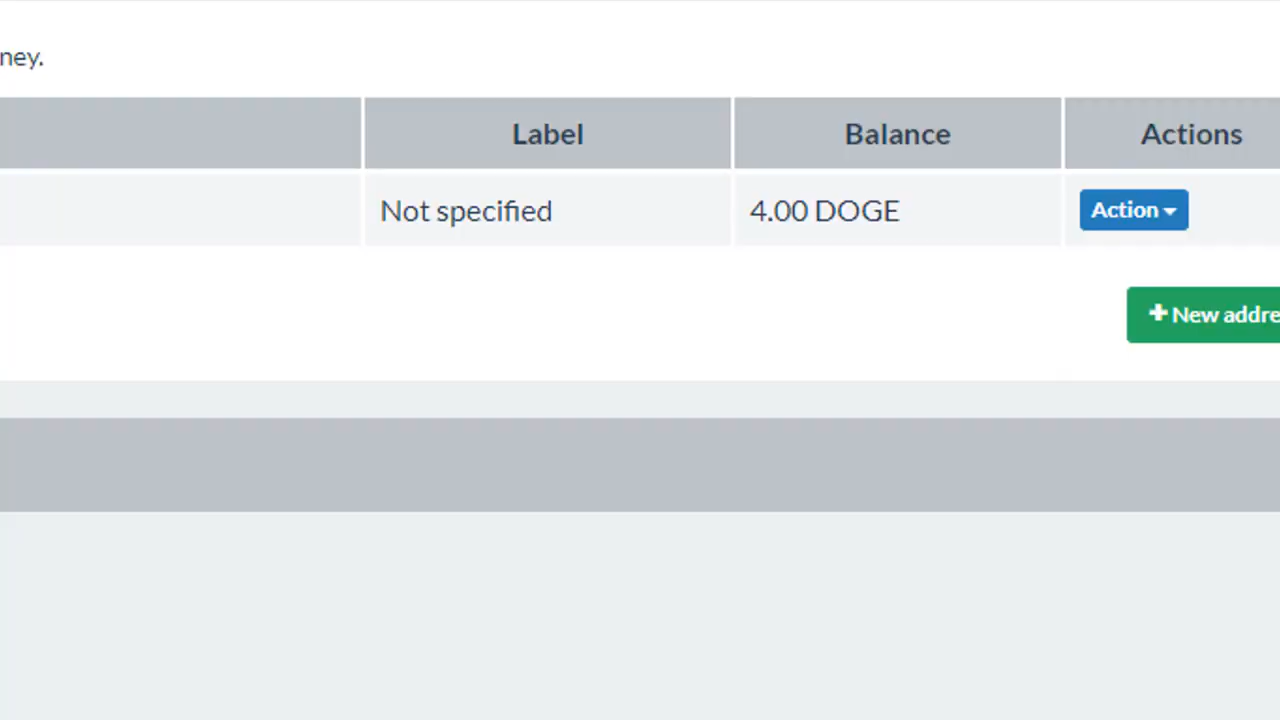 ney.
Label Balance Actions
Not specified 4.00 DOGE Action
New addre